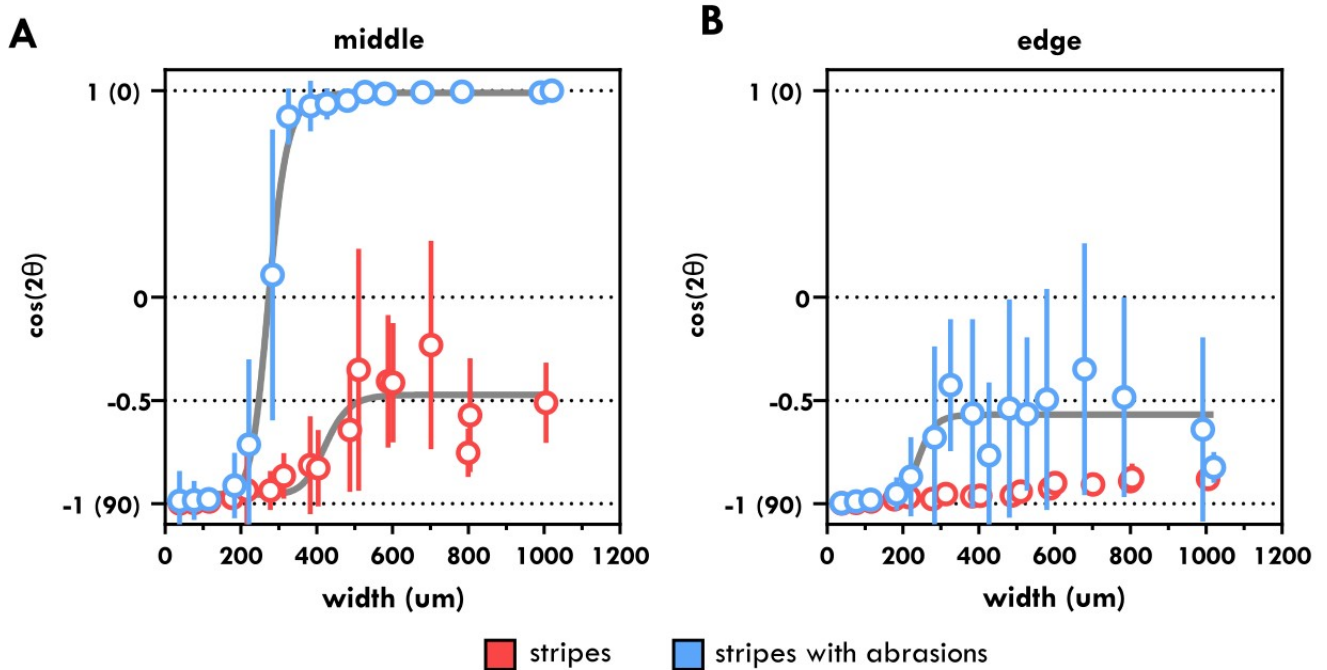 A
middle
1 (0)
0
-0.5
-1 (90)
cos(2θ)
0 200 400 600 800 1000 1200
width (um)
B
edge
1 (0)
0
-0.5
-1 (90)
cos(2θ)
0 200 400 600 800 1000 1200
width (um)
stripes
stripes with abrasions